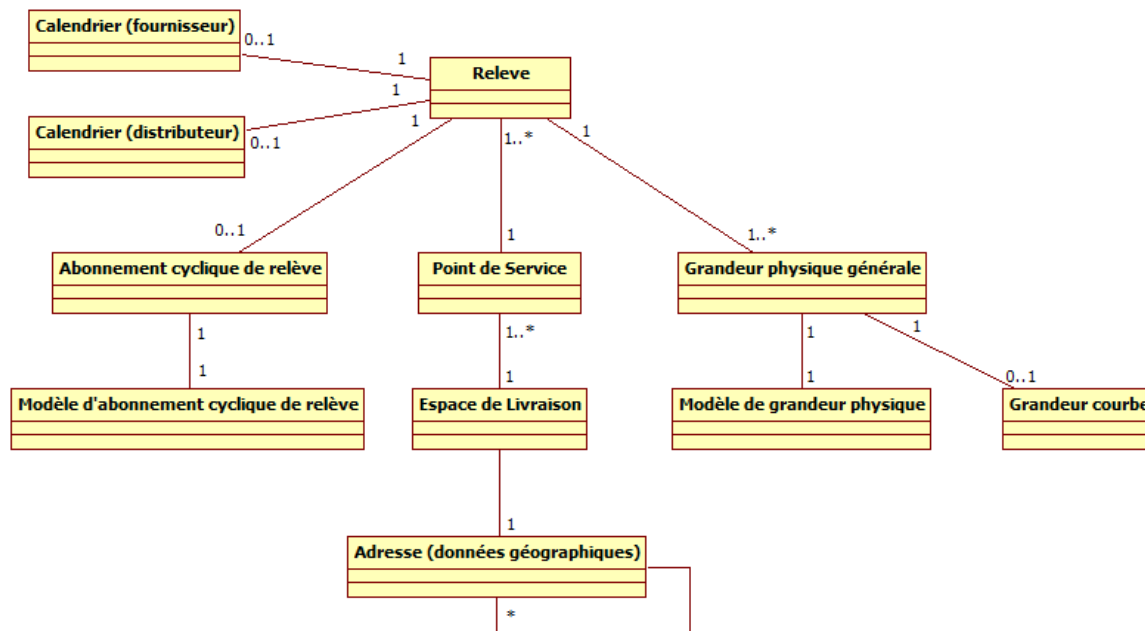 Calendrier (fournisseur)
0..1
1
Releve
1
Calendrier (distributeur)
0..1
1
1..*
1
0..1
1
1..*
Abonnement cyclique de relève
Point de Service
Grandeur physique générale
1
1..*
1
1
1
1
1
0..1
Modèle d'abonnement cyclique de relève
Espace de Livraison
Modèle de grandeur physique
Grandeur courbe
1
Adresse (données géographiques)
*